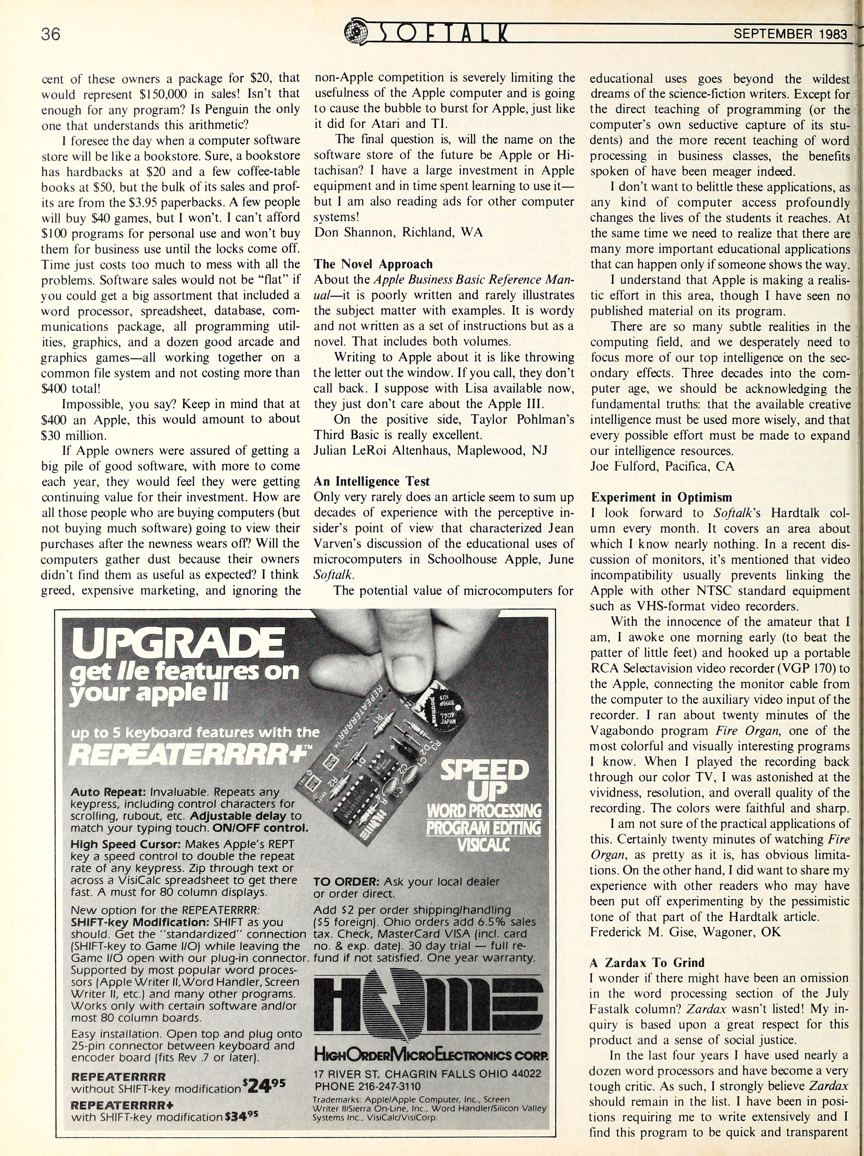 36
SOFTALK
SEPTEMBER 1983
cent of these owners a package for $20, that
would represent $150,000 in sales! Isn't that
enough for any program? Is Penguin the only
one that understands this arithmetic?
I foresee the day when a computer software
store will be like a bookstore. Sure, a bookstore
has hardbacks at $20 and a few coffee-table
books at $50, but the bulk of its sales and prof-
its are from the $3.95 paperbacks. A few people
will buy $40 games, but I won't. I can't afford
$100 programs for personal use and won't buy
them for business use until the locks come off.
Time just costs too much to mess with all the
problems. Software sales would not be "flat" if
you could get a big assortment that included a
word processor, spreadsheet, database, com-
munications package, all programming util-
ities, graphics, and a dozen good arcade and
graphics games—all working together on a
common file system and not costing more than
$400 total!
Impossible, you say? Keep in mind that at
$400 an Apple, this would amount to about
$30 million.
If Apple owners were assured of getting a
big pile of good software, with more to come
each year, they would feel they were getting
continuing value for their investment. How are
all those people who are buying computers (but
not buying much software) going to view their
purchases after the newness wears off? Will the
computers gather dust because their owners
didn't find them as useful as expected? I think
greed, expensive marketing, and ignoring the
non-Apple competition is severely limiting the
usefulness of the Apple computer and is going
to cause the bubble to burst for Apple, just like
it did for Atari and TI.
The final question is, will the name on the
software store of the future be Apple or Hi-
tachisan? I have a large investment in Apple
equipment and in time spent learning to use it—
but I am also reading ads for other computer
systems!
Don Shannon, Richland, WA
The Novel Approach
About the Apple Business Basic Reference Man-
ual—it is poorly written and rarely illustrates
the subject matter with examples. It is wordy
and not written as a set of instructions but as a
novel. That includes both volumes.
Writing to Apple about it is like throwing
the letter out the window. If you call, they don't
call back. I suppose with Lisa available now,
they just don't care about the Apple III.
On the positive side, Taylor Pohlman's
Third Basic is really excellent.
Julian LeRoi Altenhaus, Maplewood, NJ
An Intelligence Test
Only very rarely does an article seem to sum up
decades of experience with the perceptive in-
sider's point of view that characterized Jean
Varven's discussion of the educational uses of
microcomputers in Schoolhouse Apple, June
Softalk.
The potential value of microcomputers for
educational uses goes beyond the wildest
dreams of the science-fiction writers. Except for
the direct teaching of programming (or the
computer's own seductive capture of its stu-
dents) and the more recent teaching of word
processing in business classes, the benefits
spoken of have been meager indeed.
I don't want to belittle these applications, as
any kind of computer access profoundly
changes the lives of the students it reaches. At
the same time we need to realize that there are
many more important educational applications
that can happen only if someone shows the way.
I understand that Apple is making a realis-
tic effort in this area, though I have seen no
published material on its program.
There are so many subtle realities in the
computing field, and we desperately need to
focus more of our top intelligence on the sec-
ondary effects. Three decades into the com-
puter age, we should be acknowledging the
fundamental truths: that the available creative
intelligence must be used more wisely, and that
every possible effort must be made to expand
our intelligence resources.
Joe Fulford, Pacifica, CA
Experiment in Optimism
I look forward to Softalk's Hardtalk col-
umn every month. It covers an area about
which I know nearly nothing. In a recent dis-
cussion of monitors, it's mentioned that video
incompatibility usually prevents linking the
Apple with other NTSC standard equipment
such as VHS-format video recorders.
With the innocence of the amateur that I
am, I awoke one morning early (to beat the
patter of little feet) and hooked up a portable
RCA Selectavision video recorder (VGP 170) to
the Apple, connecting the monitor cable from
the computer to the auxiliary video input of the
recorder. I ran about twenty minutes of the
Vagabondo program Fire Organ, one of the
most colorful and visually interesting programs
I know. When I played the recording back
through our color TV, I was astonished at the
vividness, resolution, and overall quality of the
recording. The colors were faithful and sharp.
I am not sure of the practical applications of
this. Certainly twenty minutes of watching Fire
Organ, as pretty as it is, has obvious limita-
tions. On the other hand, I did want to share my
experience with other readers who may have
been put off experimenting by the pessimistic
tone of that part of the Hardtalk article.
Frederick M. Gise, Wagoner, OK
A Zardax To Grind
I wonder if there might have been an omission
in the word processing section of the July
Fastalk column? Zardax wasn't listed! My in-
quiry is based upon a great respect for this
product and a sense of social justice.
In the last four years I have used nearly a
dozen word processors and have become a very
tough critic. As such, I strongly believe Zardax
should remain in the list. I have been in posi-
tions requiring me to write extensively and I
find this program to be quick and transparent
UPGRADE
get //e features on
your apple II
up to 5 keyboard features with the
REPEATERRRR+™
SPEED
UP
WORD PROCESSING
PROGRAM EDITING
VISICALC
Auto Repeat: Invaluable. Repeats any
keypress, including control characters for
scrolling, rubout, etc. Adjustable delay to
match your typing touch. ON/OFF control.
High Speed Cursor: Makes Apple's REPT
key a speed control to double the repeat
rate of any keypress. Zip through text or
across a VisiCalc spreadsheet to get there
fast. A must for 80 column displays.
New option for the REPEATERRRR:
SHIFT-key Modification: SHIFT as you
should. Get the "standardized" connection
(SHIFT-key to Game I/O) while leaving the
Game I/O open with our plug-in connector.
Supported by most popular word proces-
sors (Apple Writer II, Word Handler, Screen
Writer II, etc.) and many other programs.
Works only with certain software and/or
most 80 column boards.
Easy installation. Open top and plug onto
25-pin connector between keyboard and
encoder board (fits Rev .7 or later).
REPEATERRRR
without SHIFT-key modification $24.95
REPEATERRRR+
with SHIFT-key modification $34.95
TO ORDER: Ask your local dealer
or order direct.
Add $2 per order shipping/handling
($5 foreign). Ohio orders add 6.5% sales
tax. Check, MasterCard VISA (incl. card
no. & exp. date). 30 day trial — full re-
fund if not satisfied. One year warranty.
HOME
HIGH ORDER MICRO ELECTRONICS CORP.
17 RIVER ST. CHAGRIN FALLS OHIO 44022
PHONE 216-247-3110
Trademarks: Apple/Apple Computer, Inc., Screen
Writer II/Sierra On-Line, Inc., Word Handler/Silicon Valley
Systems Inc., VisiCalc/VisiCorp.